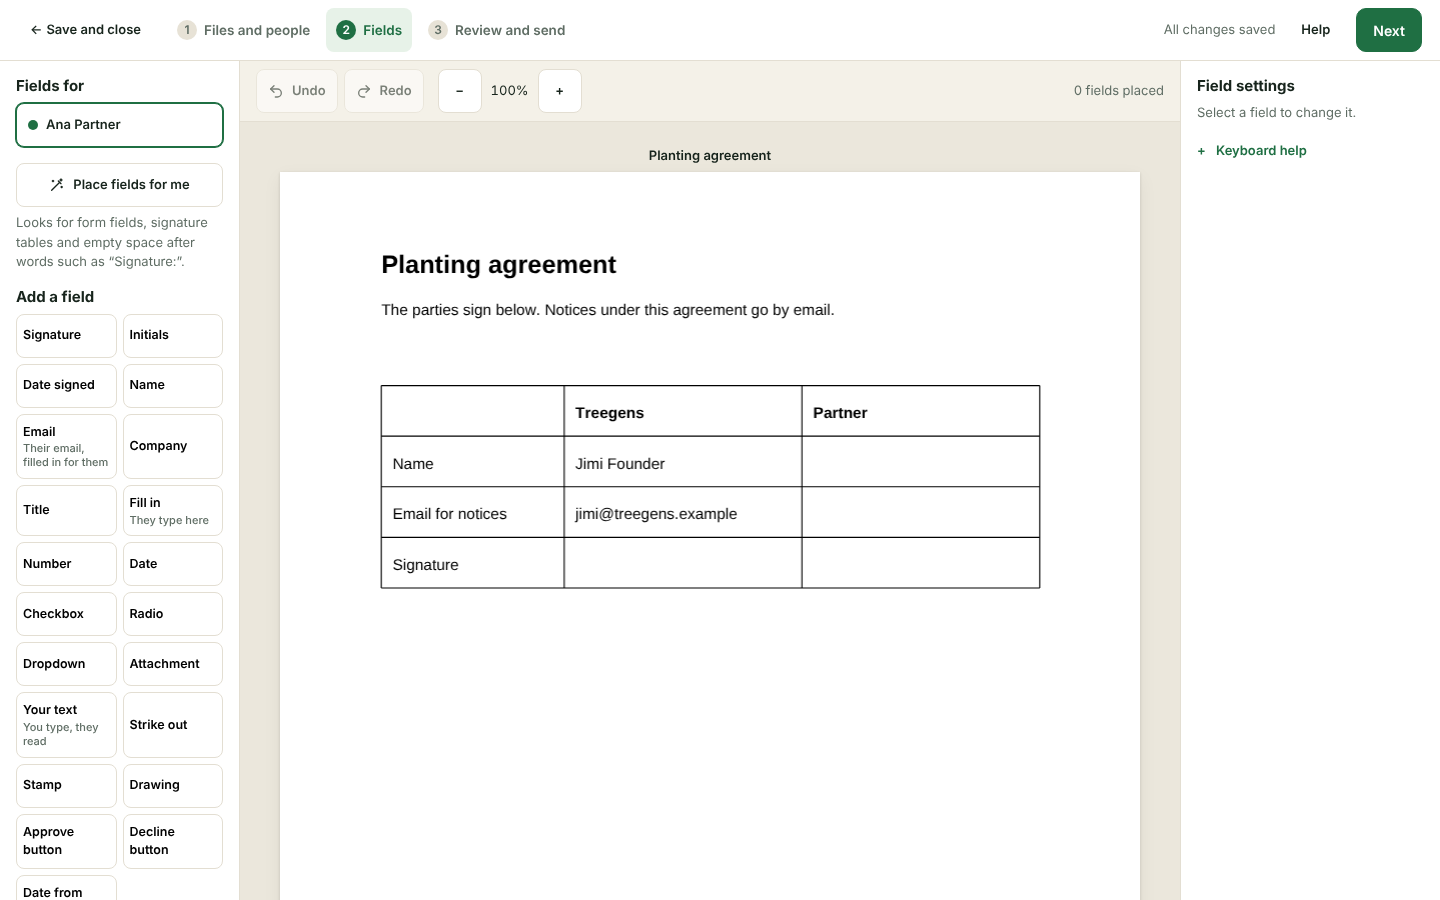 ← Save and close
1 Files and people
2 Fields
3 Review and send
All changes saved
Help
Next
Fields for
Ana Partner
Place fields for me
Looks for form fields, signature
tables and empty space after
words such as “Signature:”.
Add a field
Signature
Initials
Date signed
Name
Email
Their email,
filled in for them
Company
Title
Fill in
They type here
Number
Date
Checkbox
Radio
Dropdown
Attachment
Your text
You type, they
read
Strike out
Stamp
Drawing
Approve
button
Decline
button
Date from
Undo
Redo
−
100%
+
0 fields placed
Planting agreement
Planting agreement
The parties sign below. Notices under this agreement go by email.
Treegens
Partner
Name
Jimi Founder
Email for notices
jimi@treegens.example
Signature
Field settings
Select a field to change it.
+ Keyboard help